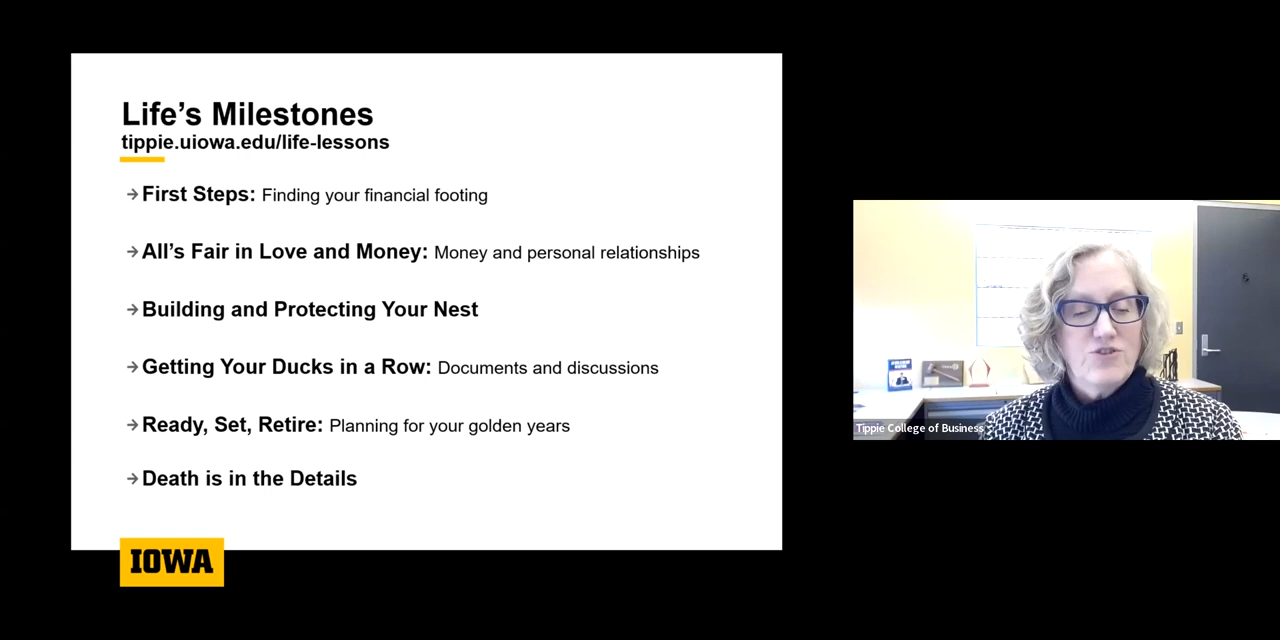 Life’s Milestones
tippie.uiowa.edu/life-lessons
→First Steps: Finding your financial footing
→All’s Fair in Love and Money: Money and personal relationships
→Building and Protecting Your Nest
→Getting Your Ducks in a Row: Documents and discussions
→Ready, Set, Retire: Planning for your golden years
→Death is in the Details
IOWA
Tippie College of Business